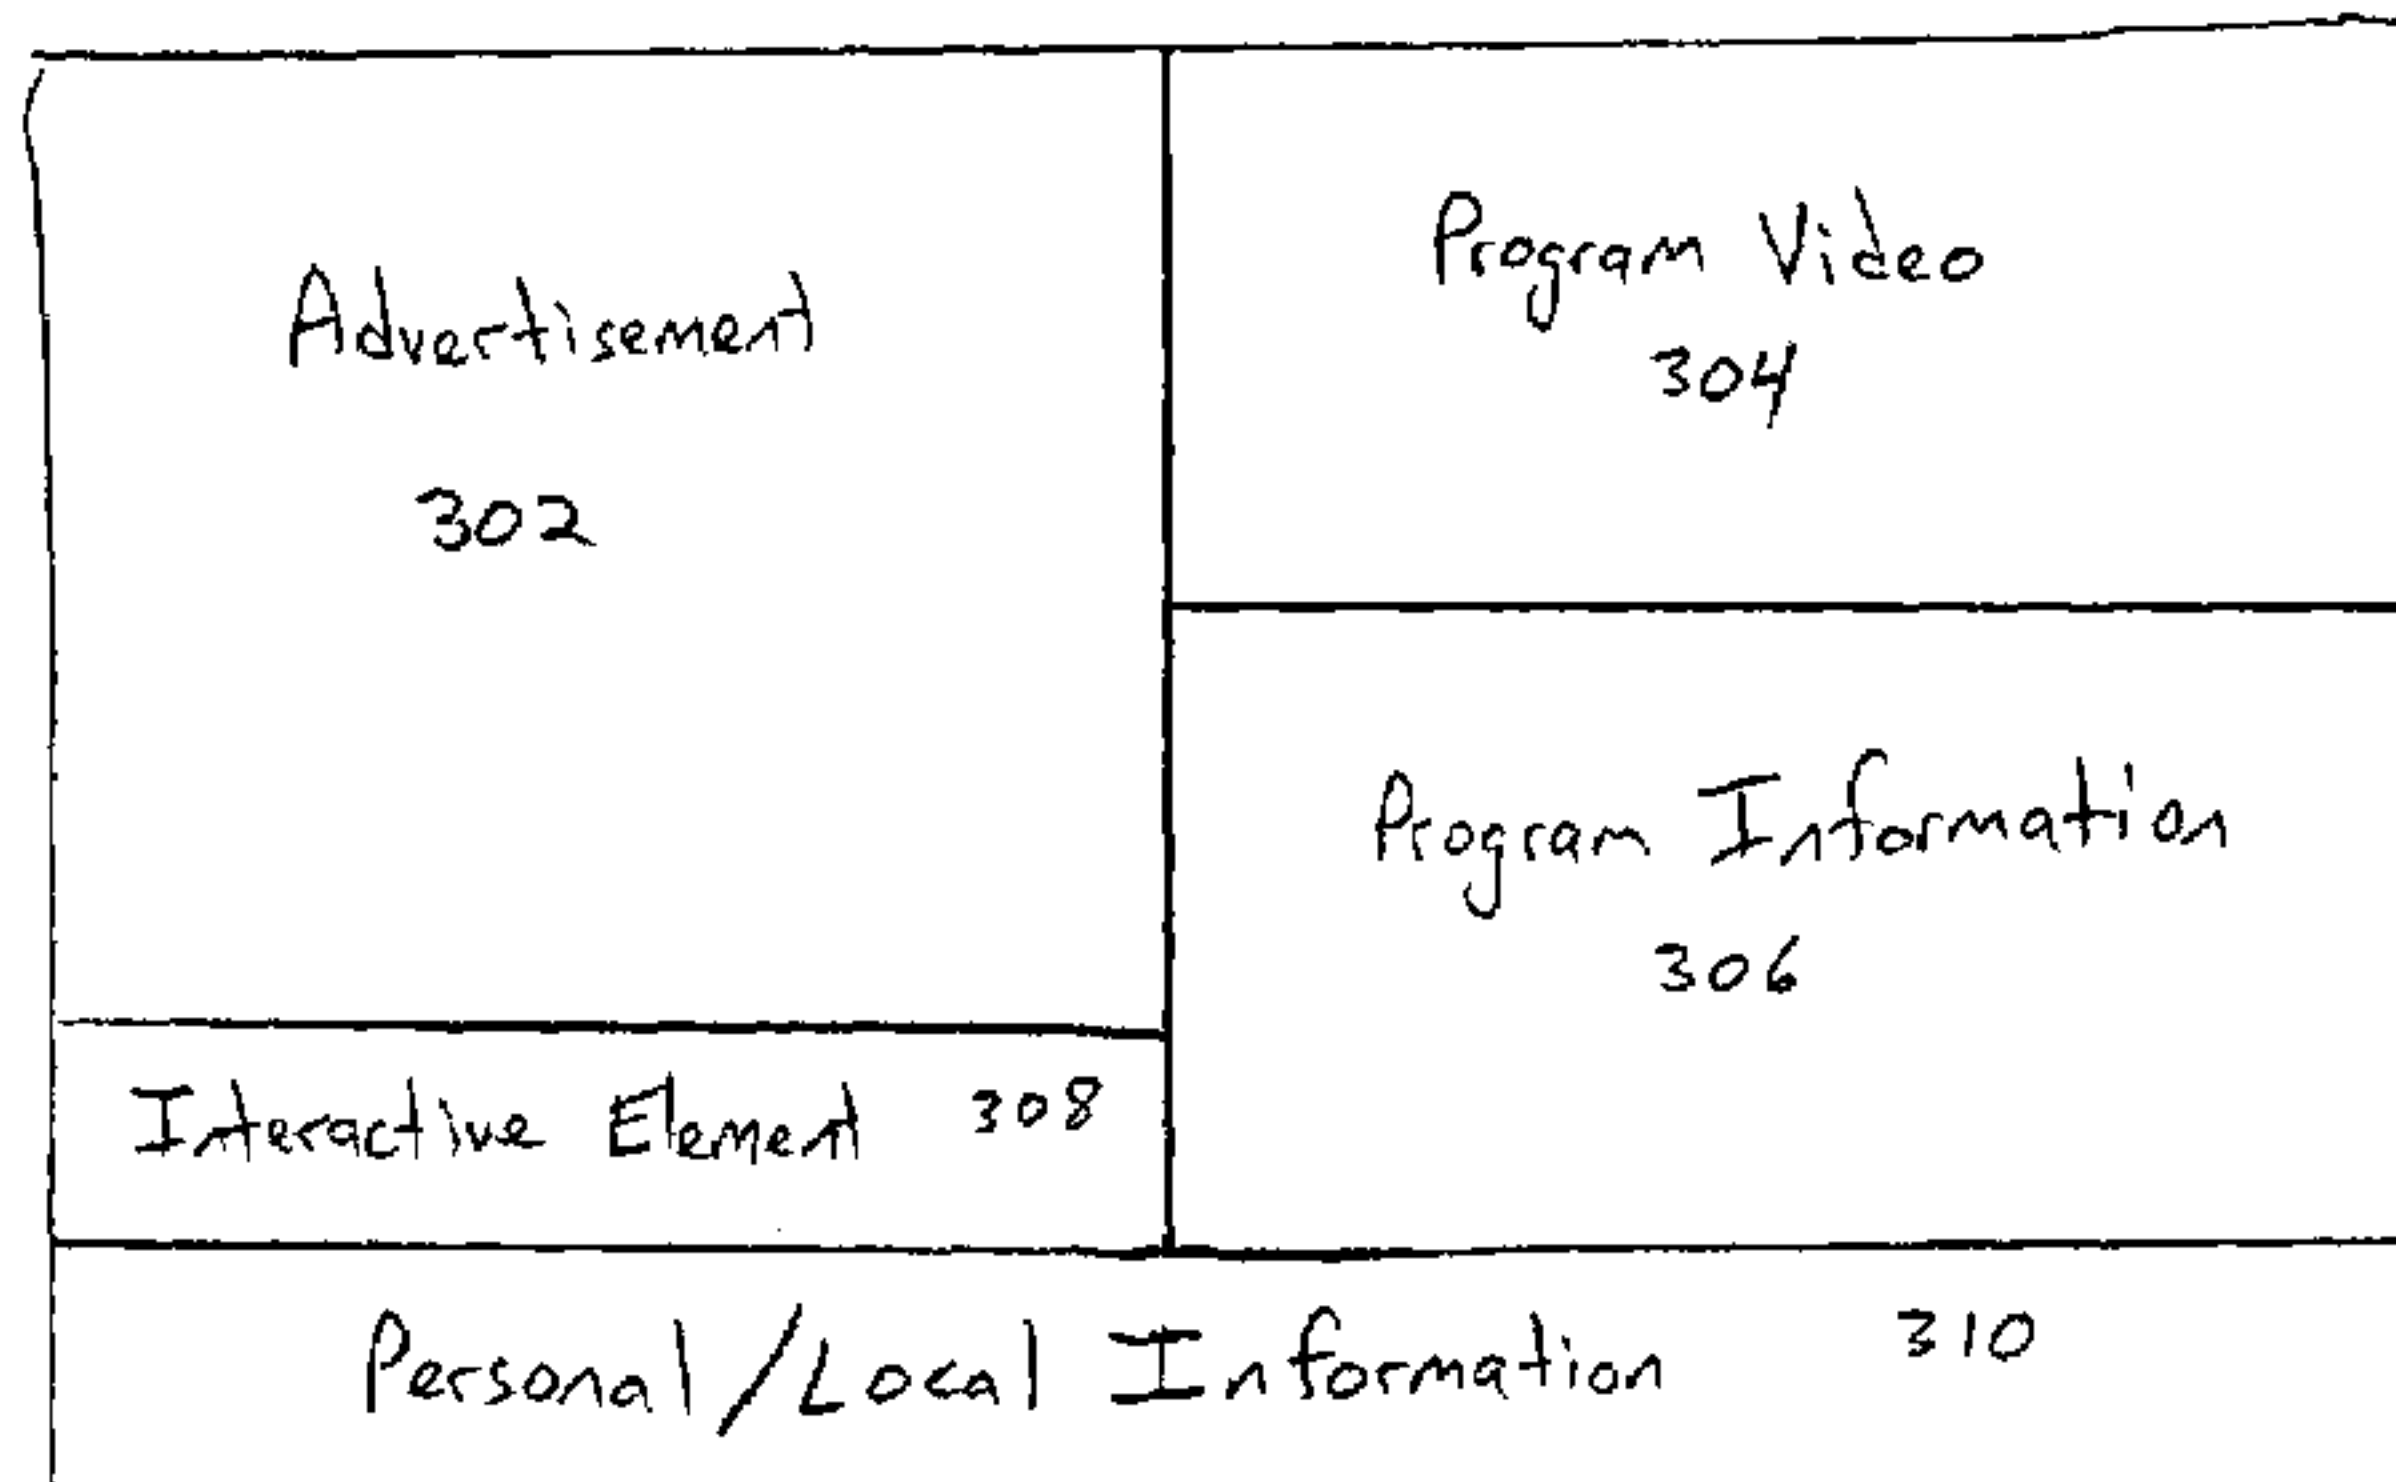 Advertisement
302
Program Video
304
Program Information
306
Interactive Element 308
Personal/Local Information 310